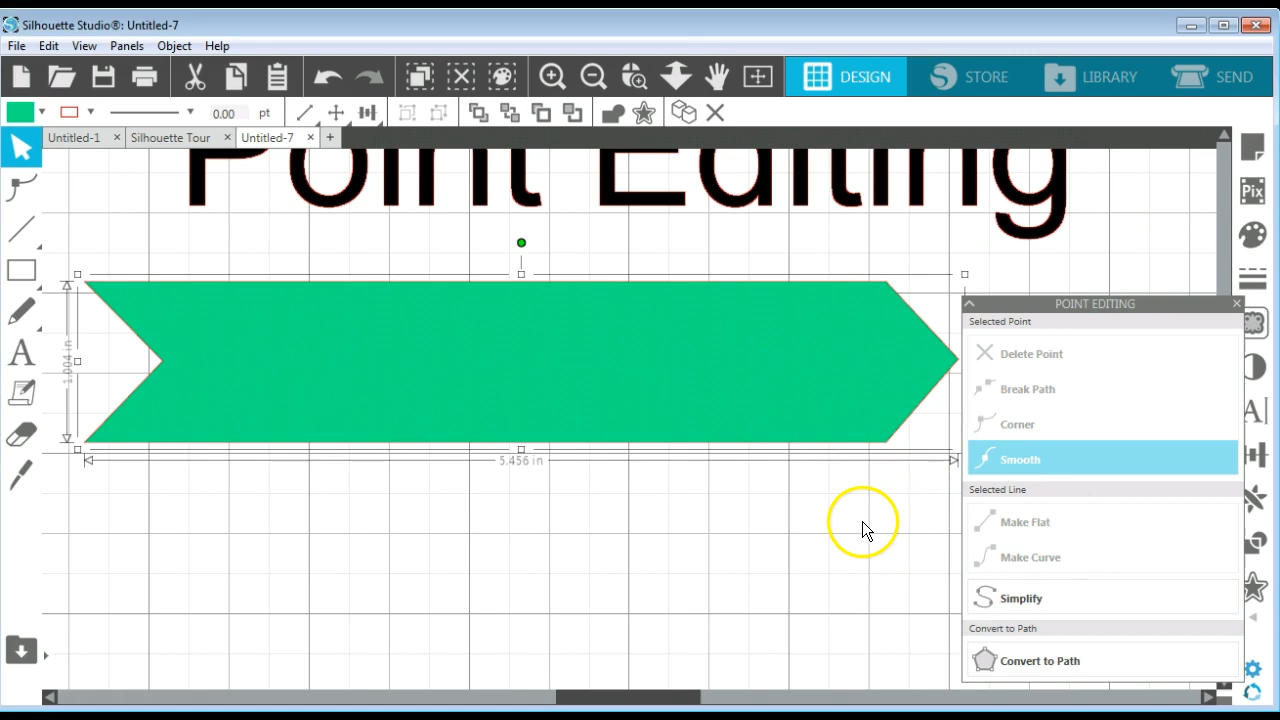 Silhouette Studio®: Untitled-7
File Edit View Panels Object Help
DESIGN STORE LIBRARY SEND
0.00 pt
Untitled-1 Silhouette Tour Untitled-7
Point Editing
POINT EDITING
Selected Point
Delete Point
Break Path
Corner
Smooth
Selected Line
Make Flat
Make Curve
Simplify
Convert to Path
Convert to Path
Pix
A
A
1.004 in
5.456 in